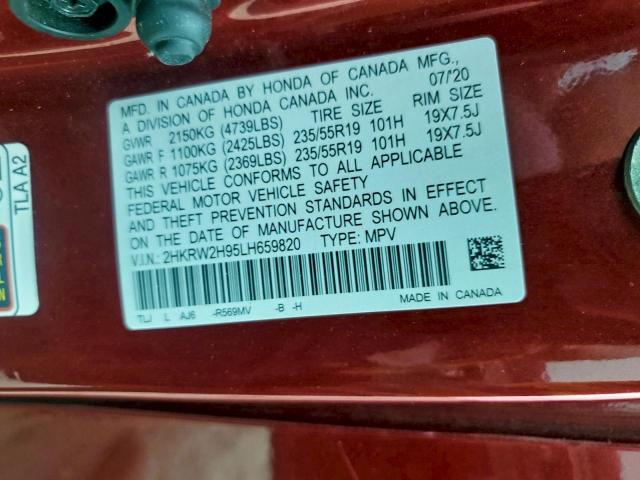 MFD. IN CANADA BY HONDA OF CANADA MFG.,
A DIVISION OF HONDA CANADA INC. 07/'20
GVWR 2150KG (4739LBS) TIRE SIZE RIM SIZE
GAWR F 1100KG (2425LBS) 235/55R19 101H 19X7.5J
GAWR R 1075KG (2369LBS) 235/55R19 101H 19X7.5J
THIS VEHICLE CONFORMS TO ALL APPLICABLE
FEDERAL MOTOR VEHICLE SAFETY
AND THEFT PREVENTION STANDARDS IN EFFECT
ON THE DATE OF MANUFACTURE SHOWN ABOVE.
V.I.N.: 2HKRW2H95LH659820 TYPE: MPV
TLJ L AJ6 -R569MV -B -H MADE IN CANADA
TLA A2